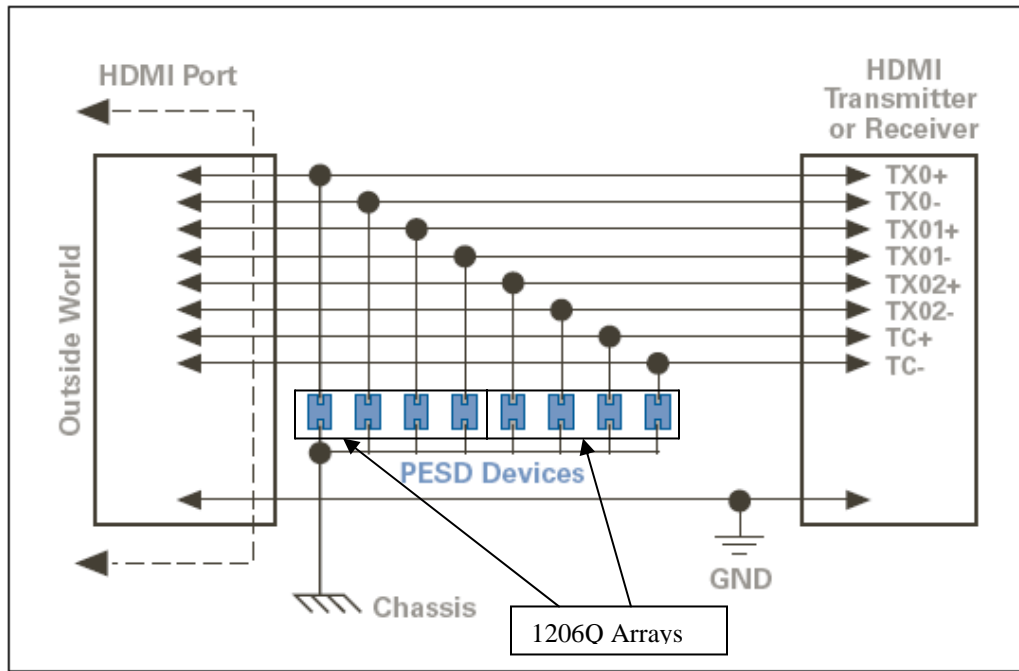 HDMI Port
HDMI
Transmitter
or Receiver
Outside World
TX0+
TX0-
TX01+
TX01-
TX02+
TX02-
TC+
TC-
PESD Devices
GND
Chassis
1206Q Arrays